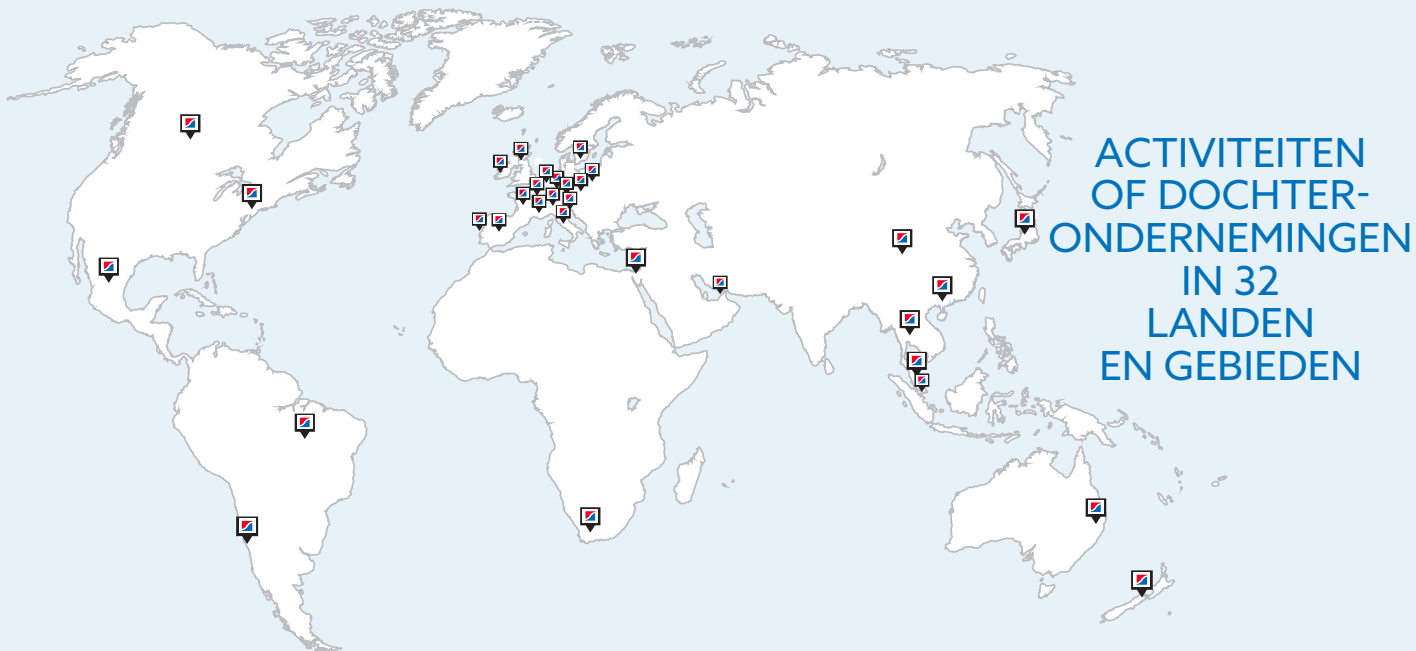 ACTIVITEITEN
OF DOCHTER-
ONDERNEMINGEN
IN 32
LANDEN
EN GEBIEDEN